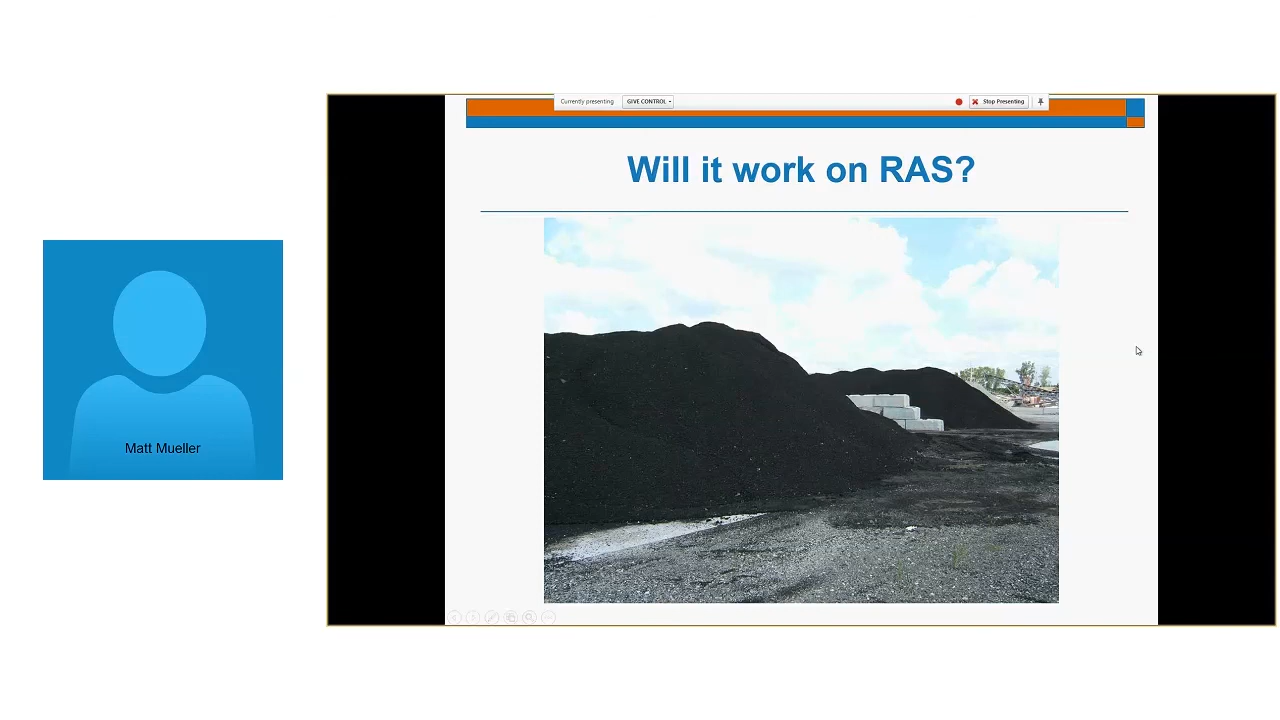 Currently presenting GIVE CONTROL Stop Presenting
Will it work on RAS?
Matt Mueller